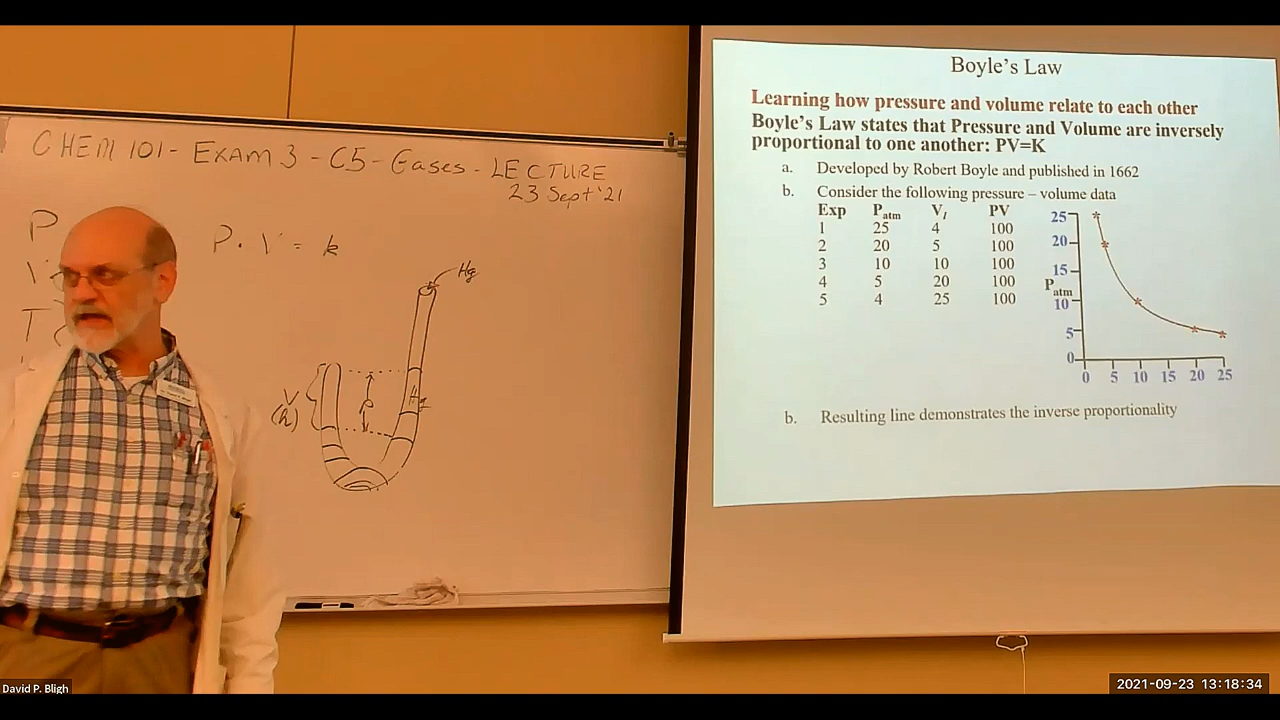 CHEM 101 - EXAM 3 - C5 - Gases - LECTURE
23 Sept '21
P
V
T
P · V = k
Hg
Hg
V
(h)
Boyle's Law
Learning how pressure and volume relate to each other
Boyle's Law states that Pressure and Volume are inversely
proportional to one another: PV=K
a. Developed by Robert Boyle and published in 1662
b. Consider the following pressure – volume data
Exp Patm Vl PV
1 25 4 100
2 20 5 100
3 10 10 100
4 5 20 100
5 4 25 100
25
20
15
Patm
10
5
0
0 5 10 15 20 25
b. Resulting line demonstrates the inverse proportionality
David P. Bligh
2021-09-23 13:18:34